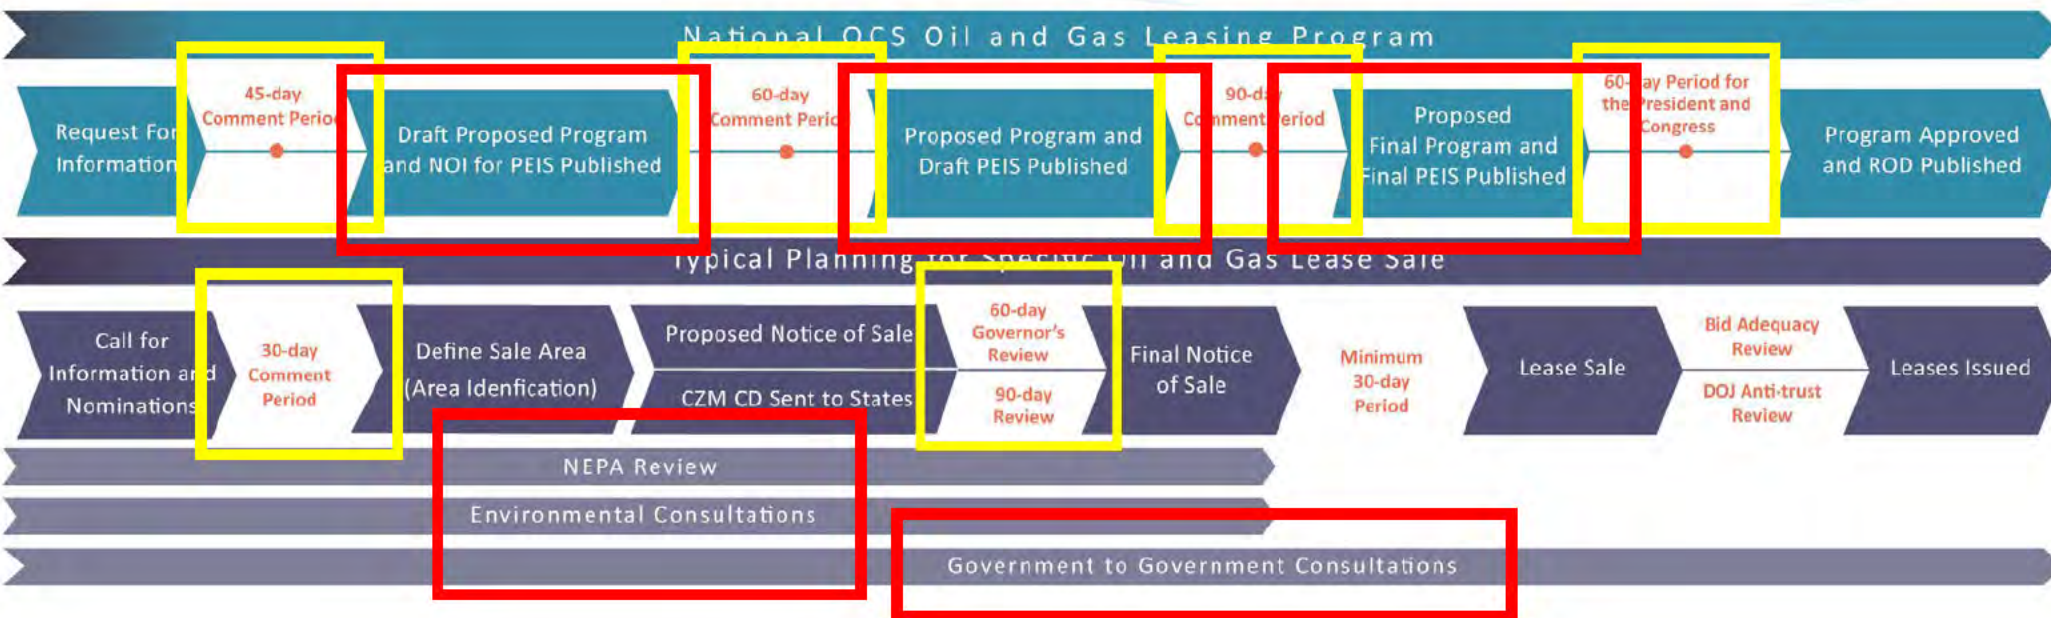 National OCS Oil and Gas Leasing Program
Request For
Information
45-day
Comment Period
Draft Proposed Program
and NOI for PEIS Published
60-day
Comment Period
Proposed Program and
Draft PEIS Published
90-day
Comment Period
Proposed
Final Program and
Final PEIS Published
60-day Period for
the President and
Congress
Program Approved
and ROD Published
Typical Planning for Specific Oil and Gas Lease Sale
Call for
Information and
Nominations
30-day
Comment
Period
Define Sale Area
(Area Idenfication)
Proposed Notice of Sale
CZM CD Sent to States
60-day
Governor's
Review
90-day
Review
Final Notice
of Sale
Minimum
30-day
Period
Lease Sale
Bid Adequacy
Review
DOJ Anti-trust
Review
Leases Issued
NEPA Review
Environmental Consultations
Government to Government Consultations